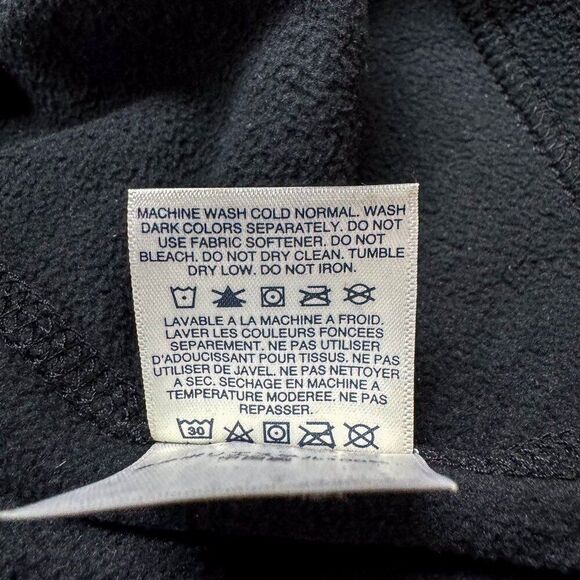 MACHINE WASH COLD NORMAL. WASH
DARK COLORS SEPARATELY. DO NOT
USE FABRIC SOFTENER. DO NOT
BLEACH. DO NOT DRY CLEAN. TUMBLE
DRY LOW. DO NOT IRON.
LAVABLE A LA MACHINE A FROID.
LAVER LES COULEURS FONCEES
SEPAREMENT. NE PAS UTILISER
D'ADOUCISSANT POUR TISSUS. NE PAS
UTILISER DE JAVEL. NE PAS NETTOYER
A SEC. SECHAGE EN MACHINE A
TEMPERATURE MODEREE. NE PAS
REPASSER.
30